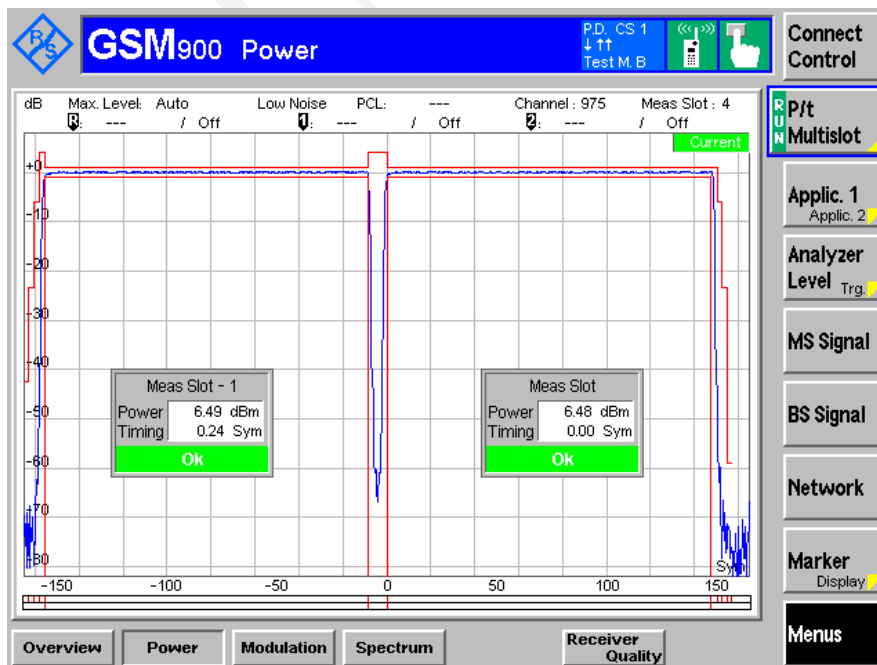 R S
GSM900 Power
P.D. CS 1
↓ ↑↑
Test M. B
dB Max. Level: Auto Low Noise PCL: --- Channel : 975 Meas Slot : 4
R: --- / Off 1: --- / Off 2: --- / Off
Current
+0
-10
-20
-30
-40
-50
-60
-70
-80
Meas Slot - 1
Power 6.49 dBm
Timing 0.24 Sym
Ok
Meas Slot
Power 6.48 dBm
Timing 0.00 Sym
Ok
Sym
-150 -100 -50 0 50 100 150
Connect
Control
RUN
P/t
Multislot
Applic. 1
Applic. 2
Analyzer
Level Trg.
MS Signal
BS Signal
Network
Marker
Display
Menus
Overview Power Modulation Spectrum Receiver
Quality